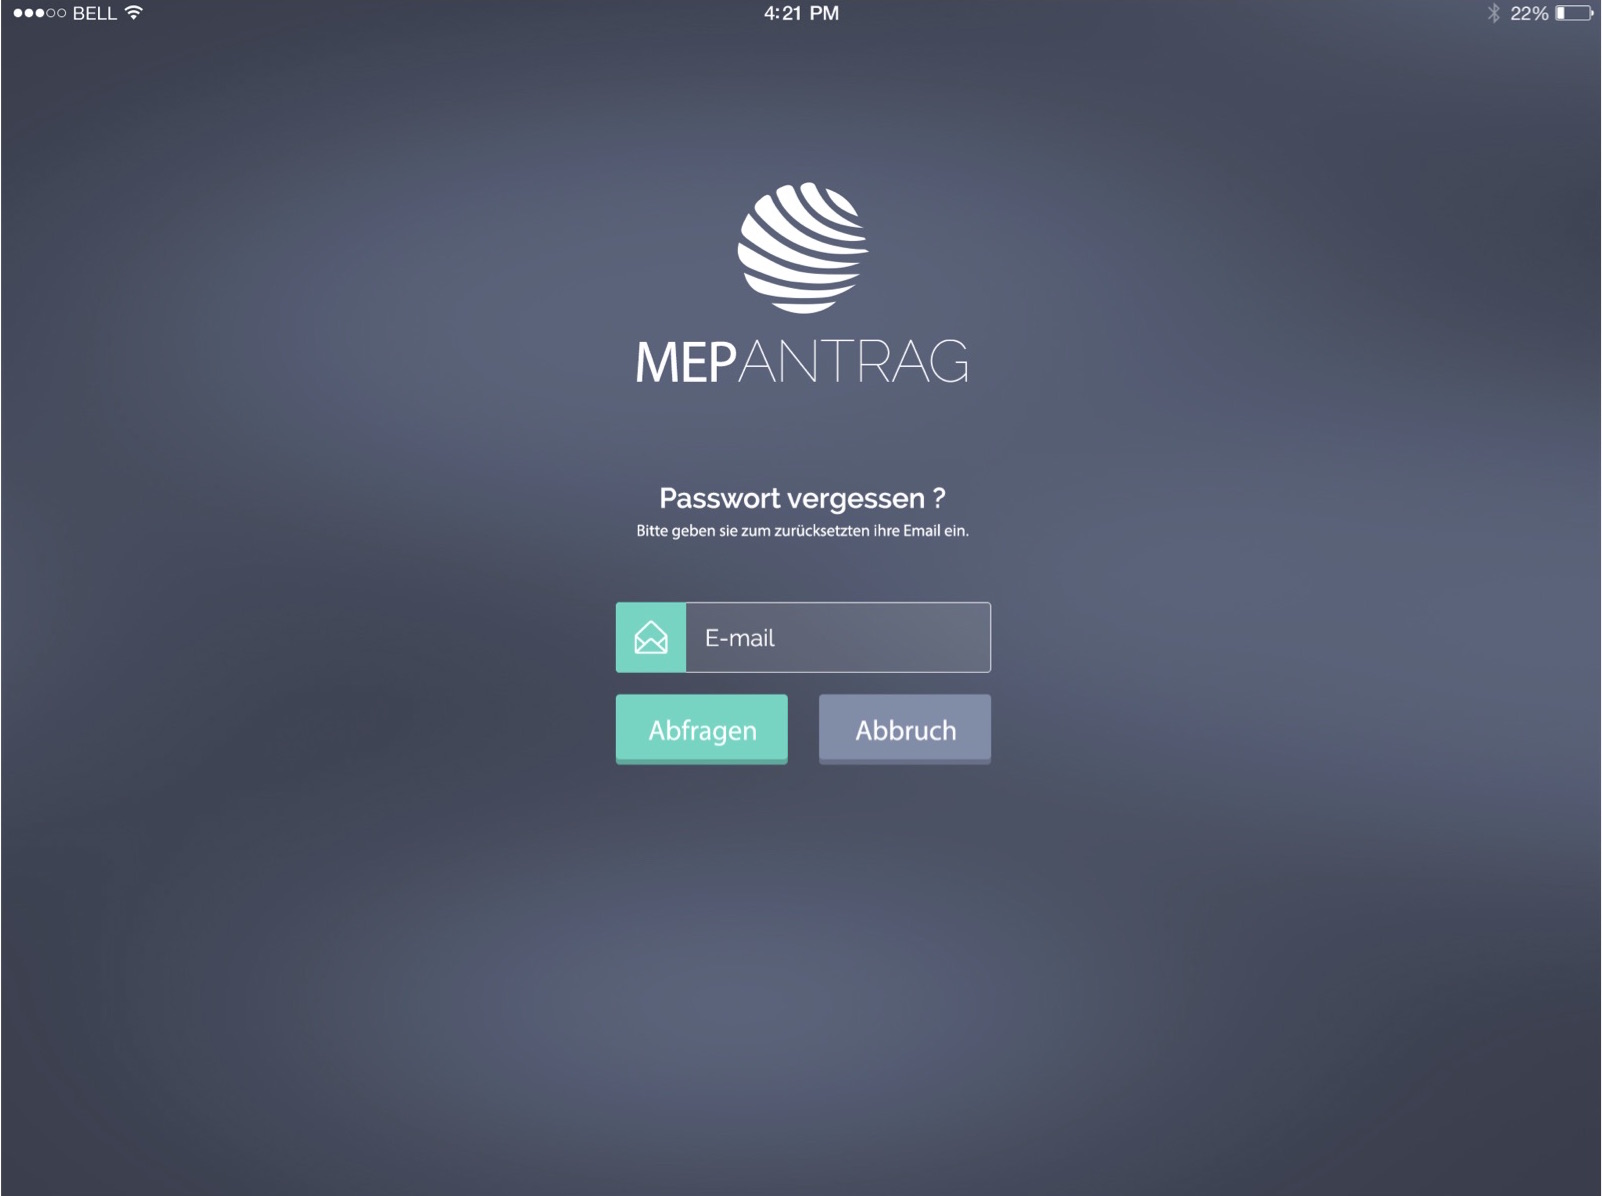 BELL
4:21 PM
22%
MEPANTRAG
Passwort vergessen ?
Bitte geben sie zum zurücksetzten ihre Email ein.
E-mail
Abfragen
Abbruch